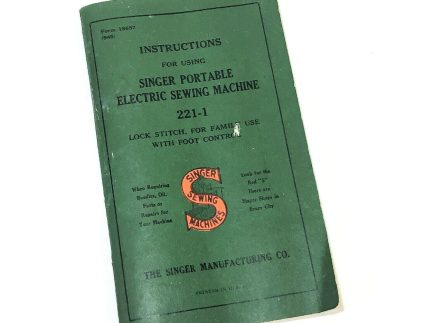 INSTRUCTIONS
FOR USING
SINGER PORTABLE
ELECTRIC SEWING MACHINE
221-1
LOCK STITCH, FOR FAMILY USE
WITH FOOT CONTROL
When Requiring
Needles, Oil,
Parts or
Repairs for
Your Machine
SINGER
SEWING
MACHINES
Look for the
Red "S"
There are
Singer Shops in
Every City
THE SINGER MANUFACTURING CO.
PRINTED IN U. S. A.